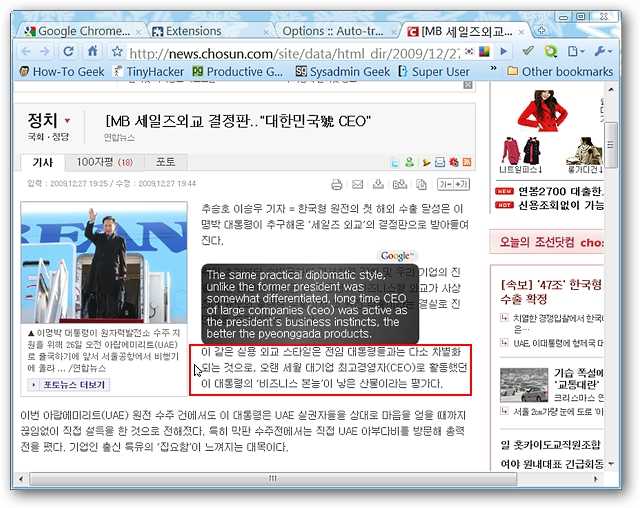 Google Chrome...
Extensions
Options :: Auto-tr...
[MB 세일즈외교...
http://news.chosun.com/site/data/html_dir/2009/12/27
How-To Geek
TinyHacker
Productive G...
Sysadmin Geek
Super User
»
Other bookmarks
정치
국회·정당
[MB 세일즈외교 결정판.."대한민국號 CEO"
연합뉴스
기사
100자평 (18)
포토
입력 : 2009.12.27 19:25 / 수정 : 2009.12.27 19:44
가- 가+
추승호 이승우 기자 = 한국형 원전의 첫 해외 수출 달성은 이
명박 대통령이 추구해온 '세일즈 외교'의 결정판으로 받아들여
진다.
Google™
The same practical diplomatic style,
unlike the former president was
somewhat differentiated, long time CEO
of large companies (ceo) was active as
the president's business instincts, the
better the pyeonggada products.
이 같은 실용 외교 스타일은 전임 대통령들과는 다소 차별화
되는 것으로, 오랜 세월 대기업 최고경영자(CEO)로 활동했던
이 대통령의 '비즈니스 본능'이 낳은 산물이라는 평가다.
▲ 이명박 대통령이 원자력발전소 수주 지
원을 위해 26일 오전 아랍에미리트(UAE)
로 출국하기에 앞서 서울공항에서 비행기
에 올라 ... /연합뉴스
포토뉴스 더보기
이번 아랍에미리트(UAE) 원전 수주 건에서도 이 대통령은 UAE 실권자들을 상대로 마음을 얻을 때까지
끊임없이 직접 설득을 한 것으로 전해졌다. 특히 막판 수주전에서는 직접 UAE 아부다비를 방문해 총력
전을 폈다. 기업인 출신 특유의 '집요함'이 느껴지는 대목이다.
니트원피스↓
롱가디건↓
NEW 연봉2700 대출한..
HOT 신용조회없이 가능
오늘의 조선닷컴 chos
[속보] '47조' 한국형
수출 확정
치열한 경쟁입찰에서 한국
UAE, 이대통령에 형제국 대
기습 폭설에
'교통대란'
크리스마스 연
서울 2㎝가량 눈에 도로 '
일 홋카이도교직원조합
여야 원내대표 긴급회동